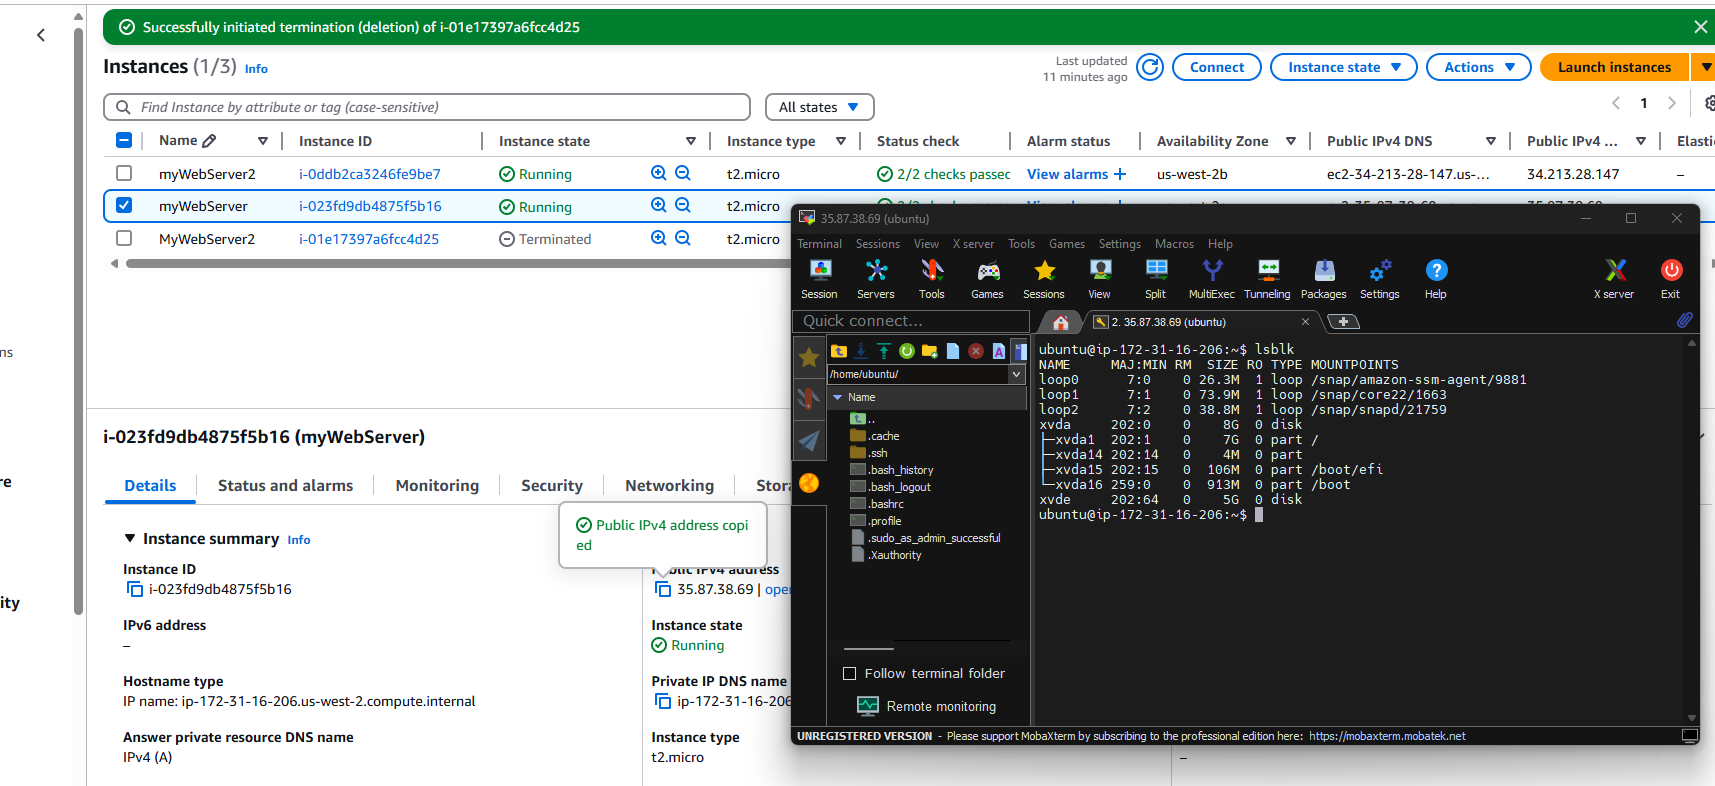 Successfully initiated termination (deletion) of i-01e17397a6fcc4d25
Instances (1/3) Info
Last updated
11 minutes ago
Connect
Instance state
Actions
Launch instances
Find Instance by attribute or tag (case-sensitive)
All states
1
Name Instance ID Instance state Instance type Status check Alarm status Availability Zone Public IPv4 DNS Public IPv4 ... Elasti
myWebServer2 i-0ddb2ca3246fe9be7 Running t2.micro 2/2 checks passec View alarms + us-west-2b ec2-34-213-28-147.us-... 34.213.28.147 –
myWebServer i-023fd9db4875f5b16 Running t2.micro
MyWebServer2 i-01e17397a6fcc4d25 Terminated t2.micro
ns
re
ity
i-023fd9db4875f5b16 (myWebServer)
Details Status and alarms Monitoring Security Networking Stor
Public IPv4 address copi
ed
Instance summary Info
Instance ID
i-023fd9db4875f5b16
Public IPv4 address
35.87.38.69 | ope
IPv6 address
–
Instance state
Running
Hostname type
IP name: ip-172-31-16-206.us-west-2.compute.internal
Private IP DNS name
ip-172-31-16-206
Answer private resource DNS name
IPv4 (A)
Instance type
t2.micro
–
35.87.38.69 (ubuntu)
Terminal Sessions View X server Tools Games Settings Macros Help
Session Servers Tools Games Sessions View Split MultiExec Tunneling Packages Settings Help X server Exit
Quick connect...
2. 35.87.38.69 (ubuntu)
/home/ubuntu/
Name
..
.cache
.ssh
.bash_history
.bash_logout
.bashrc
.profile
.sudo_as_admin_successful
.Xauthority
Follow terminal folder
Remote monitoring
ubuntu@ip-172-31-16-206:~$ lsblk
NAME MAJ:MIN RM SIZE RO TYPE MOUNTPOINTS
loop0 7:0 0 26.3M 1 loop /snap/amazon-ssm-agent/9881
loop1 7:1 0 73.9M 1 loop /snap/core22/1663
loop2 7:2 0 38.8M 1 loop /snap/snapd/21759
xvda 202:0 0 8G 0 disk
├─xvda1 202:1 0 7G 0 part /
├─xvda14 202:14 0 4M 0 part
├─xvda15 202:15 0 106M 0 part /boot/efi
└─xvda16 259:0 0 913M 0 part /boot
xvde 202:64 0 5G 0 disk
ubuntu@ip-172-31-16-206:~$
UNREGISTERED VERSION - Please support MobaXterm by subscribing to the professional edition here: https://mobaxterm.mobatek.net